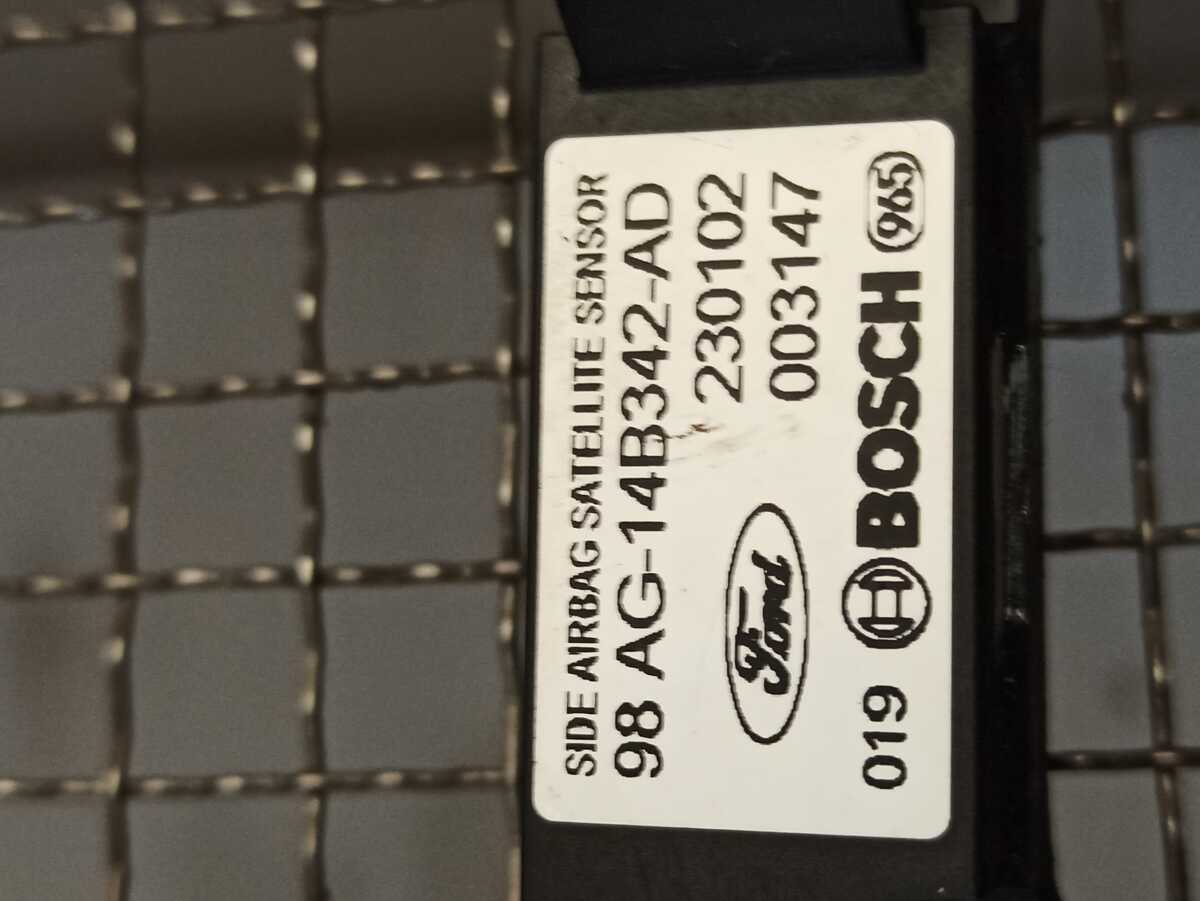 SIDE AIRBAG SATELLITE SENSOR
98 AG-14B342-AD
230102
Ford
003147
019 BOSCH 965